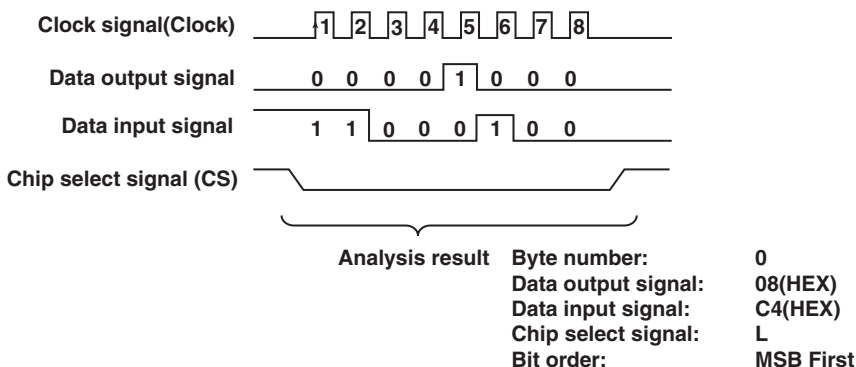 Clock signal(Clock) 1 2 3 4 5 6 7 8
Data output signal 0 0 0 0 1 0 0 0
Data input signal 1 1 0 0 0 1 0 0
Chip select signal (CS)
Analysis result Byte number: 0
Data output signal: 08(HEX)
Data input signal: C4(HEX)
Chip select signal: L
Bit order: MSB First